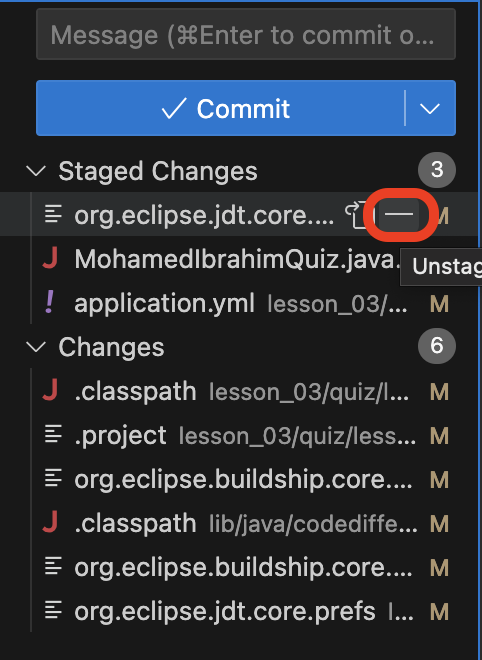 Message (⌘Enter to commit o...
Commit
Staged Changes 3
org.eclipse.jdt.core.... M
MohamedIbrahimQuiz.java.
Unstag
application.yml lesson_03/... M
Changes 6
.classpath lesson_03/quiz/l... M
.project lesson_03/quiz/less... M
org.eclipse.buildship.core.... M
.classpath lib/java/codediffe... M
org.eclipse.buildship.core.... M
org.eclipse.jdt.core.prefs l... M